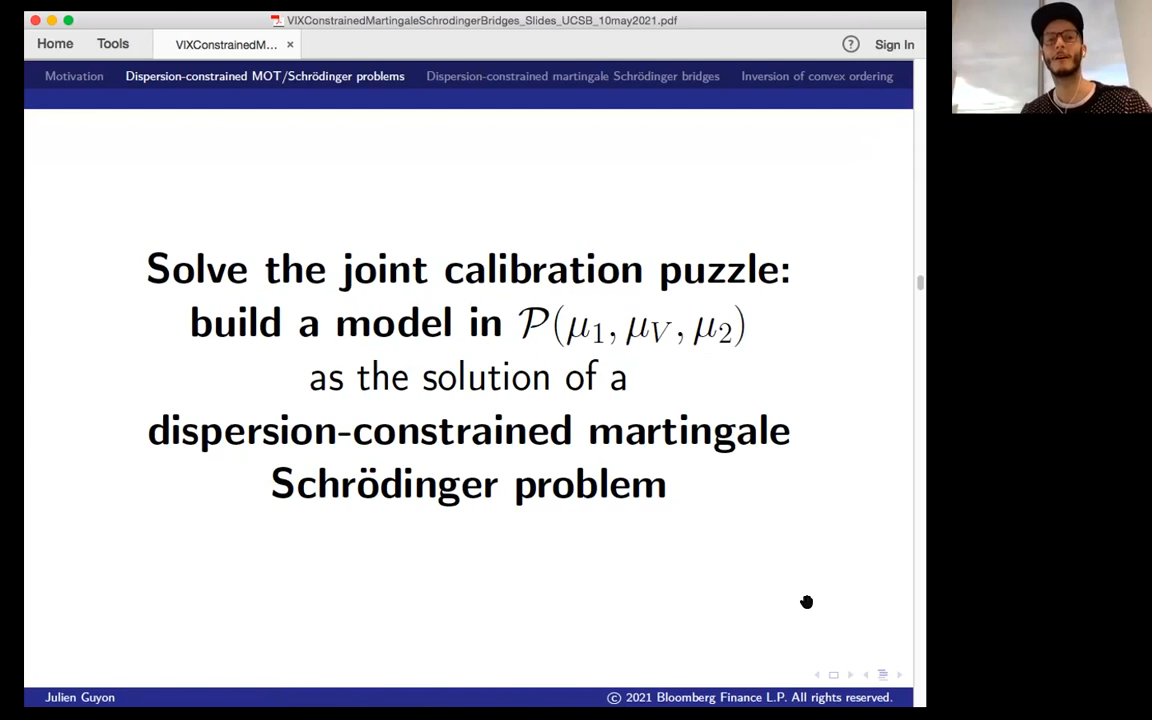 VIXConstrainedMartingaleSchrodingerBridges_Slides_UCSB_10may2021.pdf
Home Tools VIXConstrainedM... × ? Sign In
Motivation Dispersion-constrained MOT/Schrödinger problems Dispersion-constrained martingale Schrödinger bridges Inversion of convex ordering
Solve the joint calibration puzzle:
build a model in 𝒫(μ₁, μ_V, μ₂)
as the solution of a
dispersion-constrained martingale
Schrödinger problem
Julien Guyon © 2021 Bloomberg Finance L.P. All rights reserved.